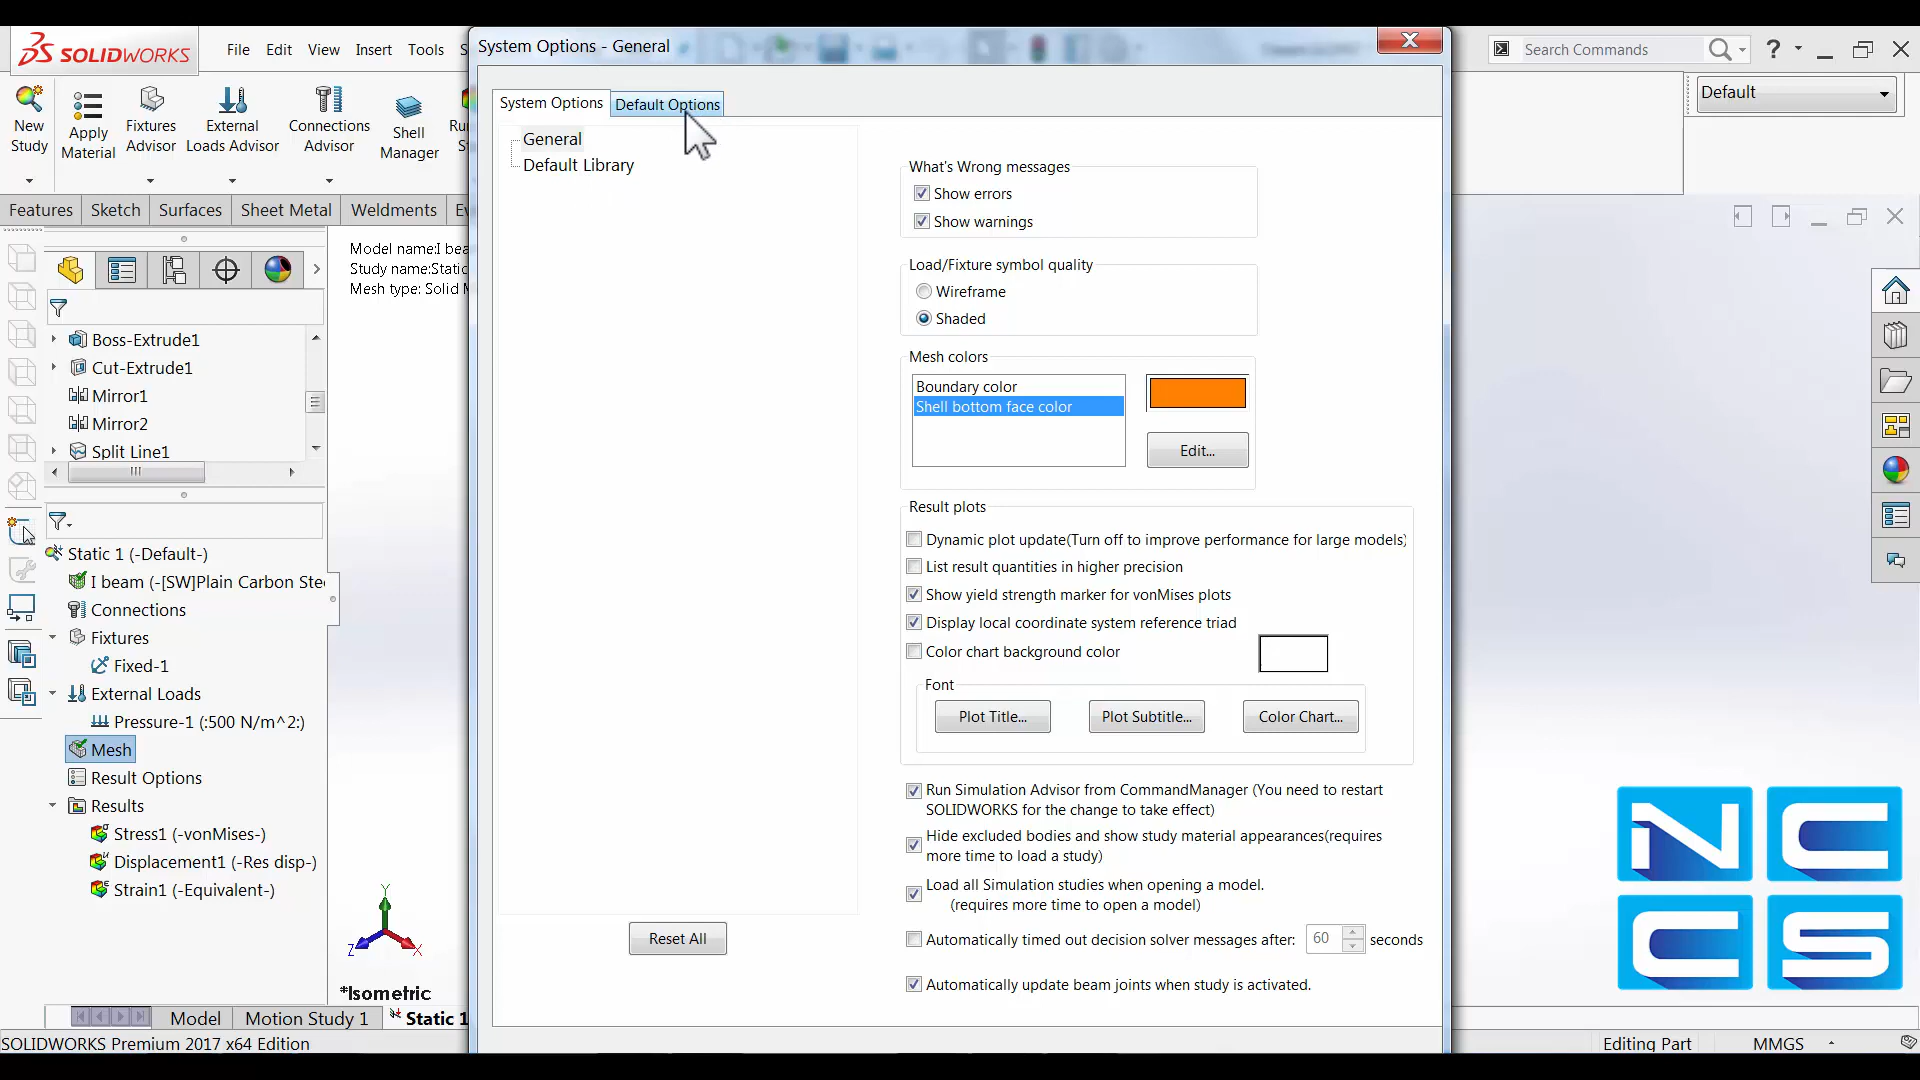 SOLIDWORKS
File Edit View Insert Tools
System Options - General
Search Commands
?
New Study
Apply Material
Fixtures Advisor
External Loads Advisor
Connections Advisor
Shell Manager
Default
Features Sketch Surfaces Sheet Metal Weldments
System Options Default Options
General
Default Library
Model name:I bea
Study name:Static
Mesh type: Solid M
Boss-Extrude1
Cut-Extrude1
Mirror1
Mirror2
Split Line1
Static 1 (-Default-)
I beam (-[SW]Plain Carbon Stee
Connections
Fixtures
Fixed-1
External Loads
Pressure-1 (:500 N/m^2:)
Mesh
Result Options
Results
Stress1 (-vonMises-)
Displacement1 (-Res disp-)
Strain1 (-Equivalent-)
What's Wrong messages
Show errors
Show warnings
Load/Fixture symbol quality
Wireframe
Shaded
Mesh colors
Boundary color
Shell bottom face color
Edit...
Result plots
Dynamic plot update(Turn off to improve performance for large models)
List result quantities in higher precision
Show yield strength marker for vonMises plots
Display local coordinate system reference triad
Color chart background color
Font
Plot Title... Plot Subtitle... Color Chart...
Run Simulation Advisor from CommandManager (You need to restart
SOLIDWORKS for the change to take effect)
Hide excluded bodies and show study material appearances(requires
more time to load a study)
Load all Simulation studies when opening a model.
(requires more time to open a model)
Automatically timed out decision solver messages after: 60 seconds
Automatically update beam joints when study is activated.
Reset All
Y
Z
X
*Isometric
Model Motion Study 1 Static 1
SOLIDWORKS Premium 2017 x64 Edition
Editing Part MMGS
NC
CS